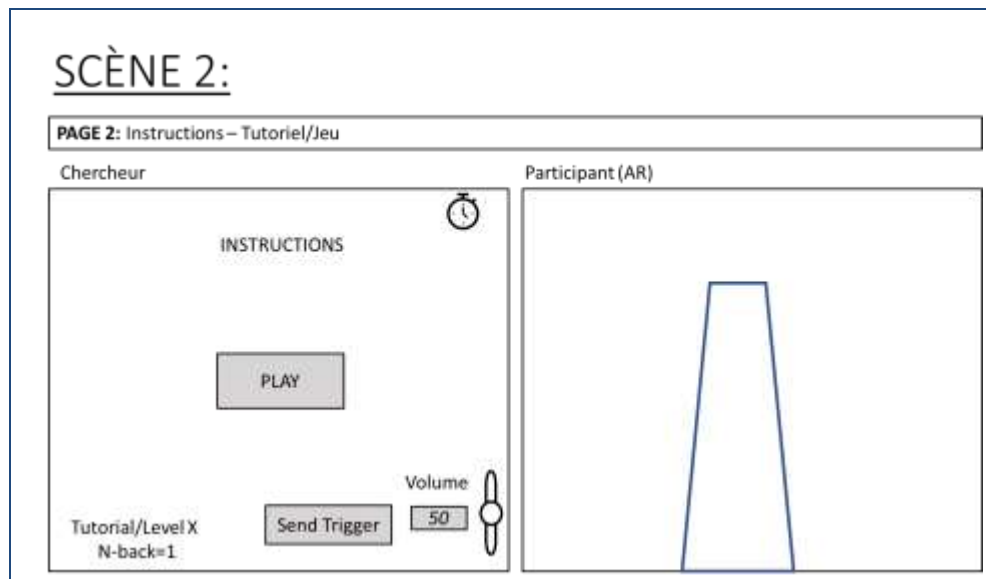 SCÈNE 2:
PAGE 2: Instructions – Tutoriel/Jeu
Chercheur
Participant (AR)
INSTRUCTIONS
PLAY
Volume
50
Send Trigger
Tutorial/Level X
N-back=1